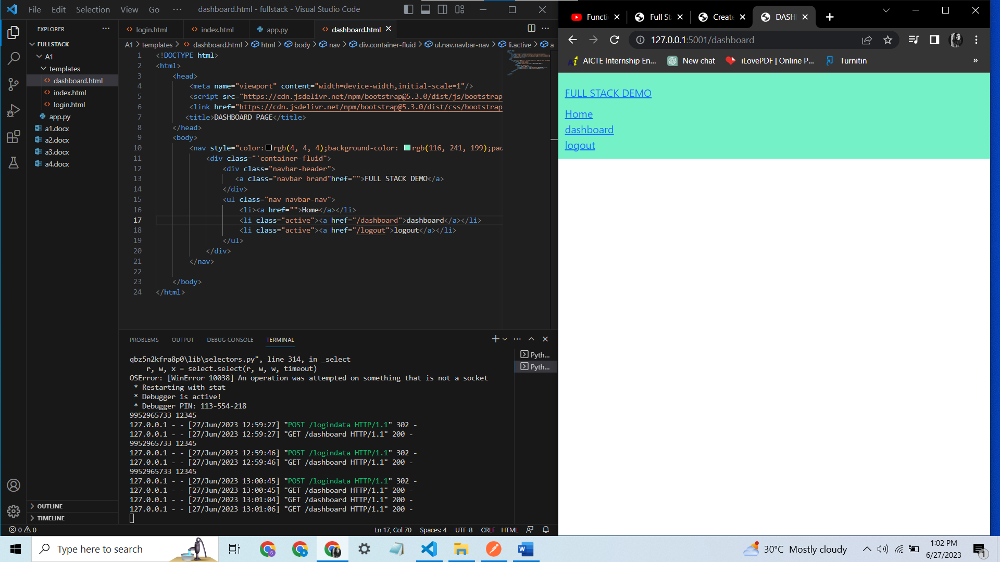 File Edit Selection View Go ··· dashboard.html - fullstack - Visual Studio Code
EXPLORER
FULLSTACK
A1
templates
dashboard.html
index.html
login.html
app.py
a1.docx
a2.docx
a3.docx
a4.docx
OUTLINE
TIMELINE
login.html index.html app.py dashboard.html
A1 > templates > dashboard.html > html > body > nav > div.container-fluid > ul.nav.navbar-nav > li.active > a
1 <!DOCTYPE html>
2 <html>
3 <head>
4 <meta name="viewport" content="width=device-width,initial-scale=1"/>
5 <script src="https://cdn.jsdelivr.net/npm/bootstrap@5.3.0/dist/js/bootstrap
6 <link href="https://cdn.jsdelivr.net/npm/bootstrap@5.3.0/dist/css/bootstrap
7 <title>DASHBOARD PAGE</title>
8 </head>
9 <body>
10 <nav style="color:rgb(4, 4, 4);background-color: rgb(116, 241, 199);pad
11 <div class="'container-fluid">
12 <div class="navbar-header">
13 <a class="navbar brand"href="">FULL STACK DEMO</a>
14 </div>
15 <ul class="nav navbar-nav">
16 <li><a href="">Home</a></li>
17 <li class="active"><a href="/dashboard">dashboard</a></li>
18 <li class="active"><a href="/logout">logout</a></li>
19 </ul>
20 </div>
21 </nav>
22
23 </body>
24 </html>
PROBLEMS OUTPUT DEBUG CONSOLE TERMINAL
Pyth...
Pyth...
qbz5n2kfra8p0\lib\selectors.py", line 314, in _select
r, w, x = select.select(r, w, w, timeout)
OSError: [WinError 10038] An operation was attempted on something that is not a socket
* Restarting with stat
* Debugger is active!
* Debugger PIN: 113-554-218
9952965733 12345
127.0.0.1 - - [27/Jun/2023 12:59:27] "POST /logindata HTTP/1.1" 302 -
127.0.0.1 - - [27/Jun/2023 12:59:27] "GET /dashboard HTTP/1.1" 200 -
9952965733 12345
127.0.0.1 - - [27/Jun/2023 12:59:46] "POST /logindata HTTP/1.1" 302 -
127.0.0.1 - - [27/Jun/2023 12:59:46] "GET /dashboard HTTP/1.1" 200 -
9952965733 12345
127.0.0.1 - - [27/Jun/2023 13:00:45] "POST /logindata HTTP/1.1" 302 -
127.0.0.1 - - [27/Jun/2023 13:00:45] "GET /dashboard HTTP/1.1" 200 -
127.0.0.1 - - [27/Jun/2023 13:01:04] "GET /dashboard HTTP/1.1" 200 -
127.0.0.1 - - [27/Jun/2023 13:01:06] "GET /dashboard HTTP/1.1" 200 -
0 0 Ln 17, Col 70 Spaces: 4 UTF-8 CRLF HTML
Functi Full St Create DASH
127.0.0.1:5001/dashboard
AICTE Internship En... New chat iLovePDF | Online P... Turnitin »
FULL STACK DEMO
Home
dashboard
logout
Type here to search
30°C Mostly cloudy
1:02 PM
6/27/2023
1